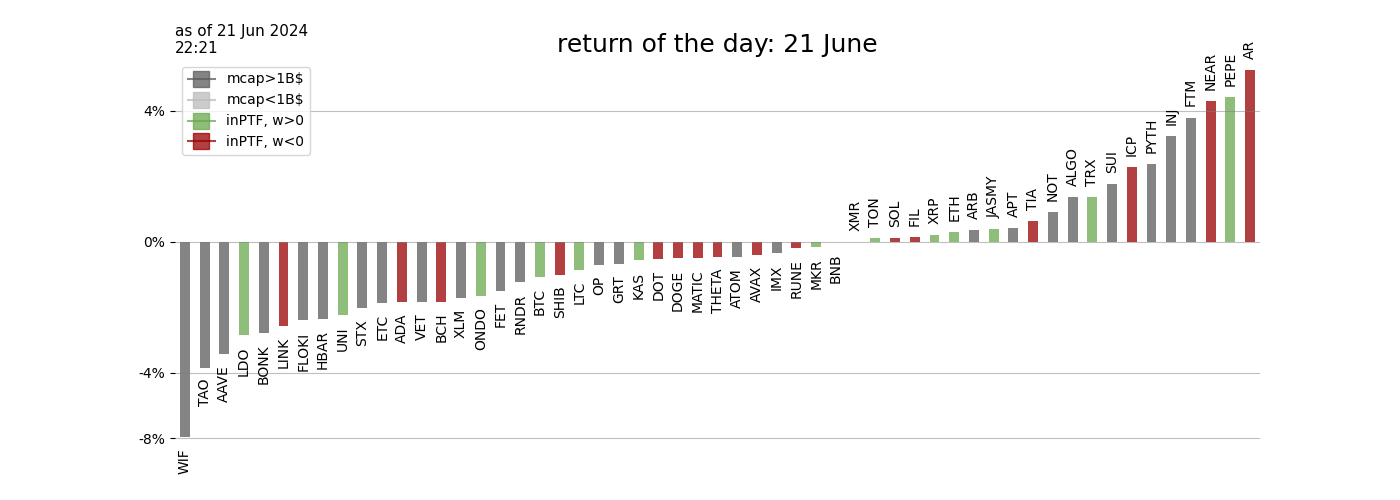 as of 21 Jun 2024
22:21
return of the day: 21 June
mcap>1B$
mcap<1B$
inPTF, w>0
inPTF, w<0
4%
0%
-4%
-8%
WIF
TAO
AAVE
LDO
BONK
LINK
FLOKI
HBAR
UNI
STX
ETC
ADA
VET
BCH
XLM
ONDO
FET
RNDR
BTC
SHIB
LTC
OP
GRT
KAS
DOT
DOGE
MATIC
THETA
ATOM
AVAX
IMX
RUNE
MKR
BNB
XMR
TON
SOL
FIL
XRP
ETH
ARB
JASMY
APT
TIA
NOT
ALGO
TRX
SUI
ICP
PYTH
INJ
FTM
NEAR
PEPE
AR